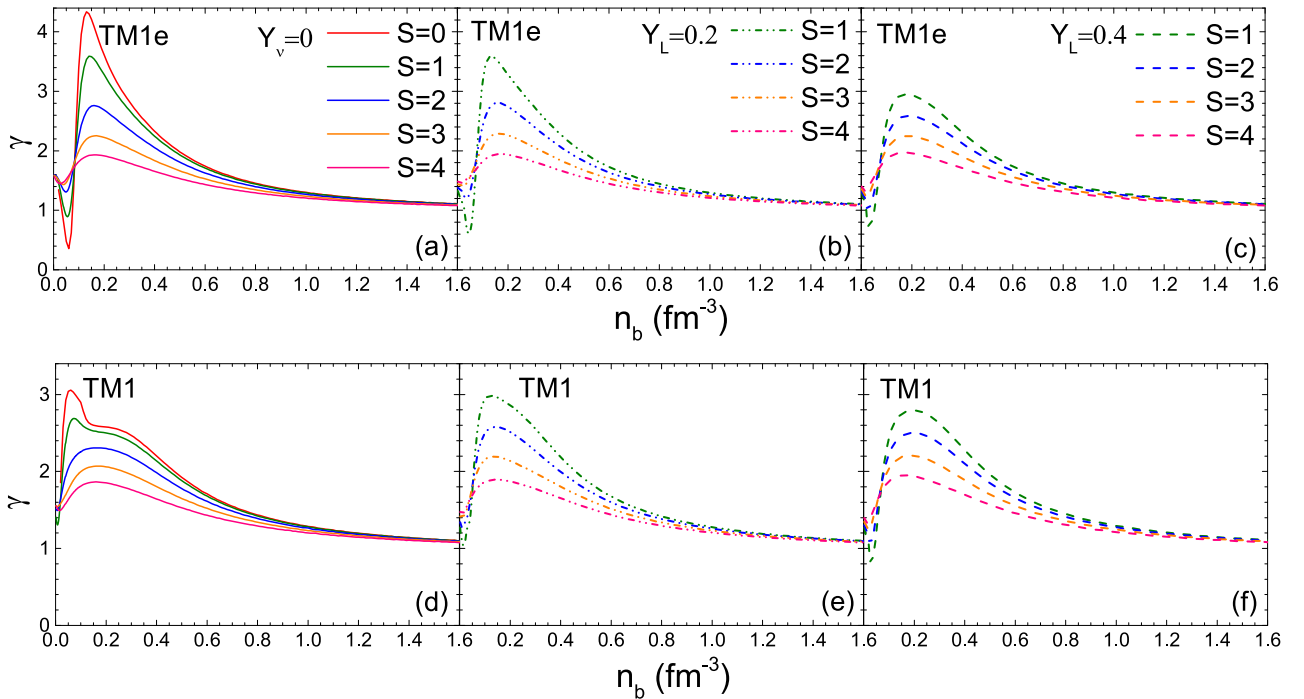 TM1e Y_ν=0 S=0
S=1
S=2
S=3
S=4
(a)
TM1e Y_L=0.2 S=1
S=2
S=3
S=4
(b)
TM1e Y_L=0.4 S=1
S=2
S=3
S=4
(c)
γ
4
3
2
1
0
0.0 0.2 0.4 0.6 0.8 1.0 1.2 1.4 1.6 0.2 0.4 0.6 0.8 1.0 1.2 1.4 1.6 0.2 0.4 0.6 0.8 1.0 1.2 1.4 1.6
n_b (fm⁻³)
TM1
(d)
TM1
(e)
TM1
(f)
γ
3
2
1
0
0.0 0.2 0.4 0.6 0.8 1.0 1.2 1.4 1.6 0.2 0.4 0.6 0.8 1.0 1.2 1.4 1.6 0.2 0.4 0.6 0.8 1.0 1.2 1.4 1.6
n_b (fm⁻³)